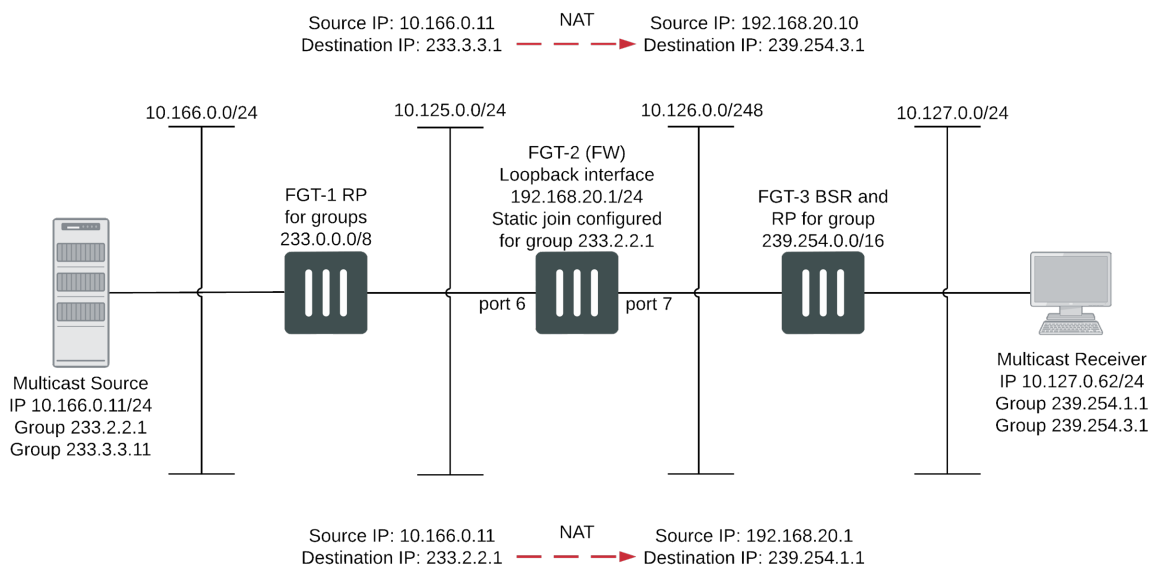 Source IP: 10.166.0.11
Destination IP: 233.3.3.1
NAT
Source IP: 192.168.20.10
Destination IP: 239.254.3.1
10.166.0.0/24
10.125.0.0/24
10.126.0.0/248
10.127.0.0/24
FGT-1 RP
for groups
233.0.0.0/8
FGT-2 (FW)
Loopback interface
192.168.20.1/24
Static join configured
for group 233.2.2.1
FGT-3 BSR and
RP for group
239.254.0.0/16
port 6
port 7
Multicast Source
IP 10.166.0.11/24
Group 233.2.2.1
Group 233.3.3.11
Multicast Receiver
IP 10.127.0.62/24
Group 239.254.1.1
Group 239.254.3.1
Source IP: 10.166.0.11
Destination IP: 233.2.2.1
NAT
Source IP: 192.168.20.1
Destination IP: 239.254.1.1